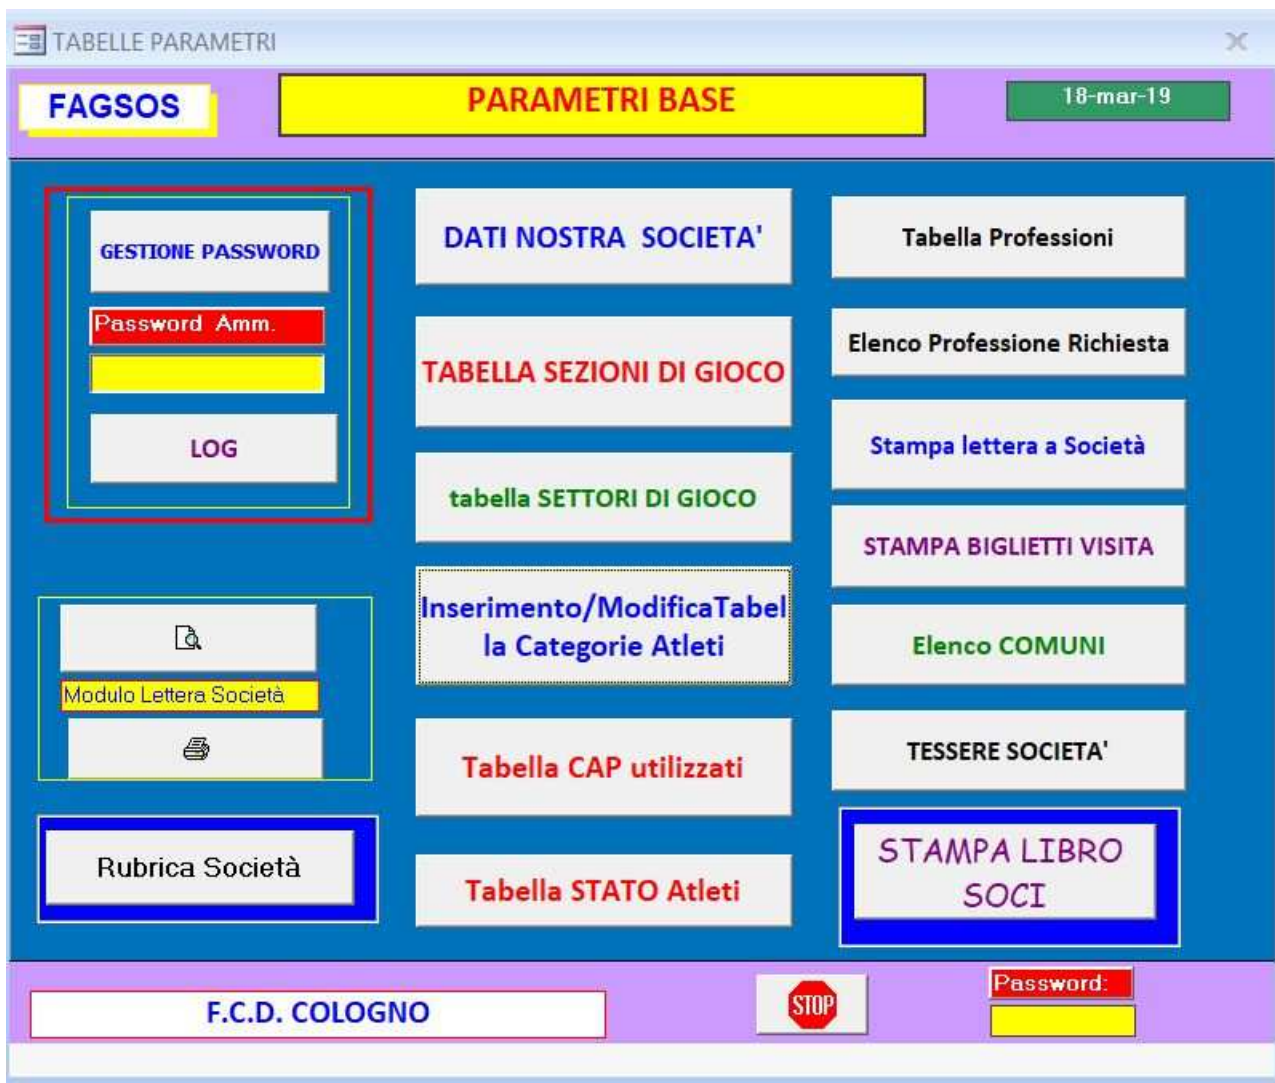 TABELLE PARAMETRI
FAGSOS
PARAMETRI BASE
18-mar-19
GESTIONE PASSWORD
Password Amm.
LOG
Modulo Lettera Società
Rubrica Società
DATI NOSTRA SOCIETA'
TABELLA SEZIONI DI GIOCO
tabella SETTORI DI GIOCO
Inserimento/ModificaTabel
la Categorie Atleti
Tabella CAP utilizzati
Tabella STATO Atleti
Tabella Professioni
Elenco Professione Richiesta
Stampa lettera a Società
STAMPA BIGLIETTI VISITA
Elenco COMUNI
TESSERE SOCIETA'
STAMPA LIBRO
SOCI
F.C.D. COLOGNO
STOP
Password: